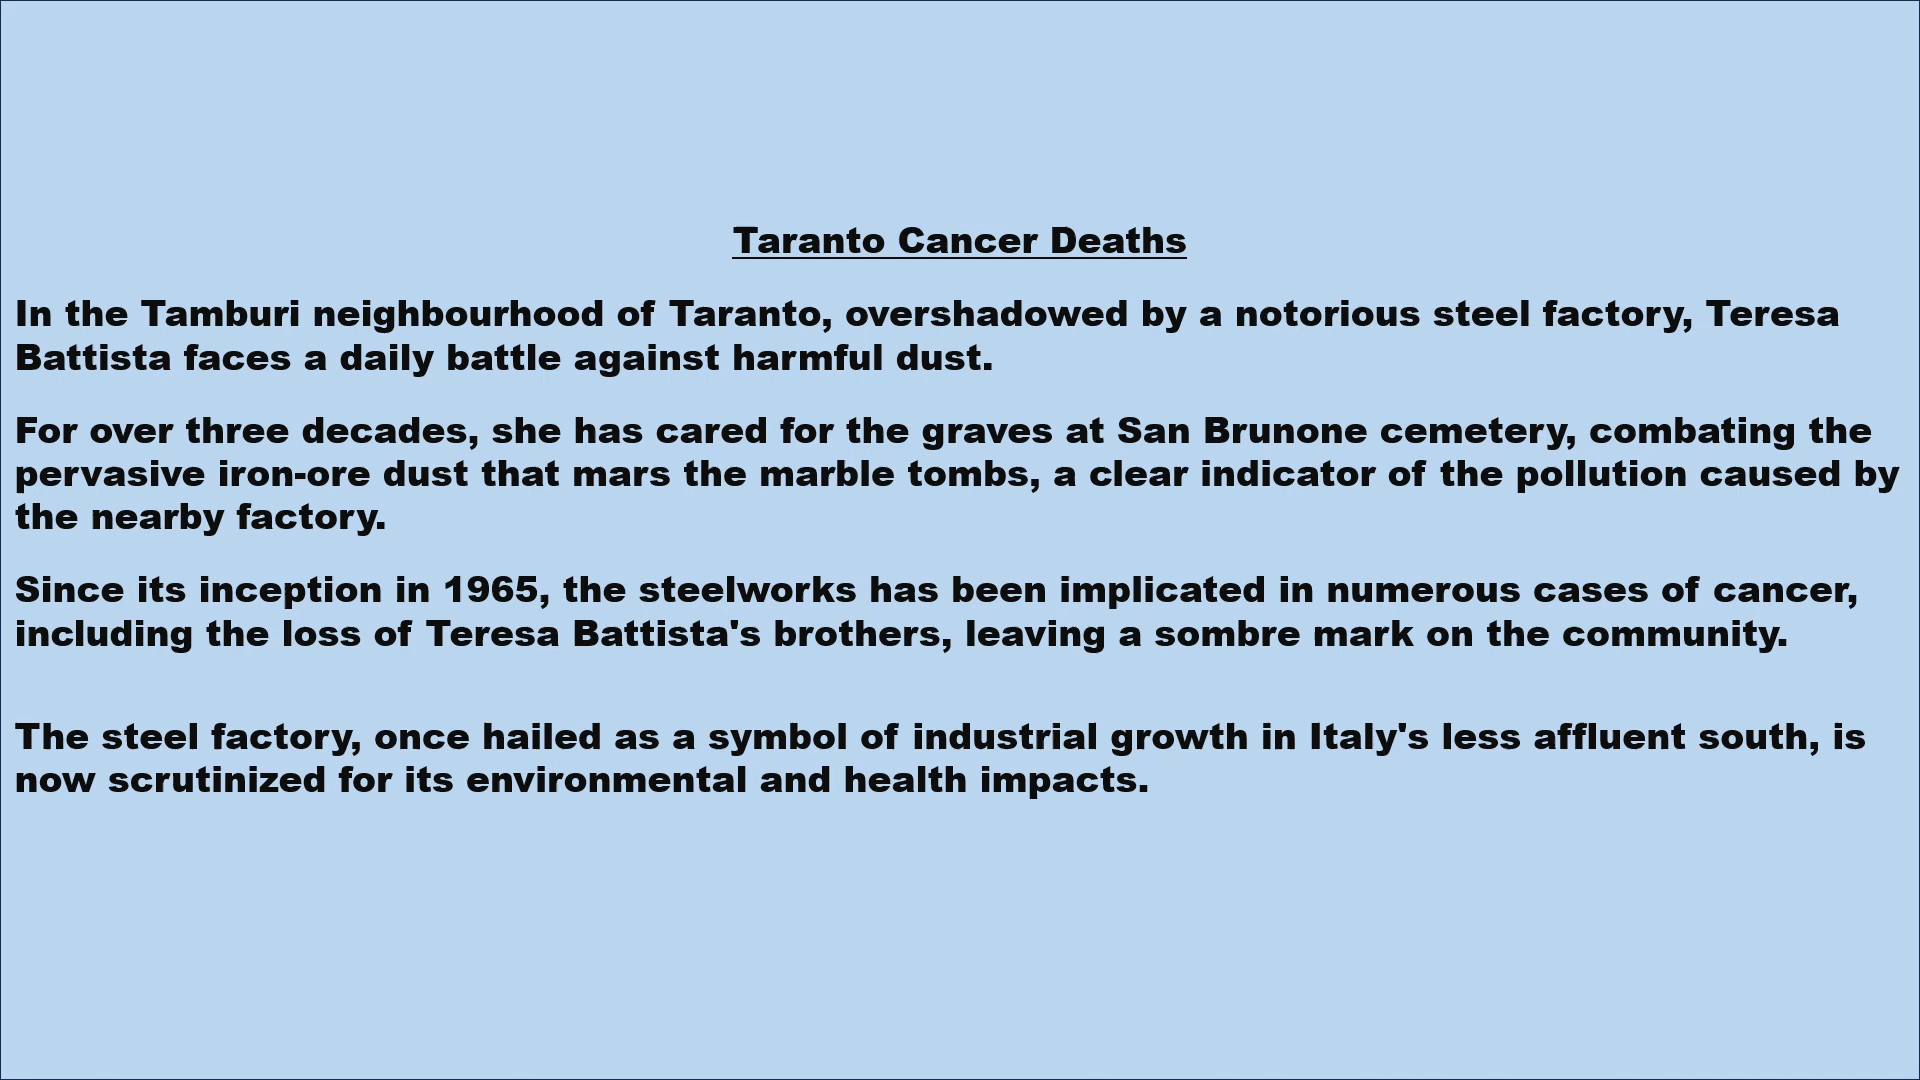 Taranto Cancer Deaths
In the Tamburi neighbourhood of Taranto, overshadowed by a notorious steel factory, Teresa
Battista faces a daily battle against harmful dust.
For over three decades, she has cared for the graves at San Brunone cemetery, combating the
pervasive iron-ore dust that mars the marble tombs, a clear indicator of the pollution caused by
the nearby factory.
Since its inception in 1965, the steelworks has been implicated in numerous cases of cancer,
including the loss of Teresa Battista's brothers, leaving a sombre mark on the community.
The steel factory, once hailed as a symbol of industrial growth in Italy's less affluent south, is
now scrutinized for its environmental and health impacts.